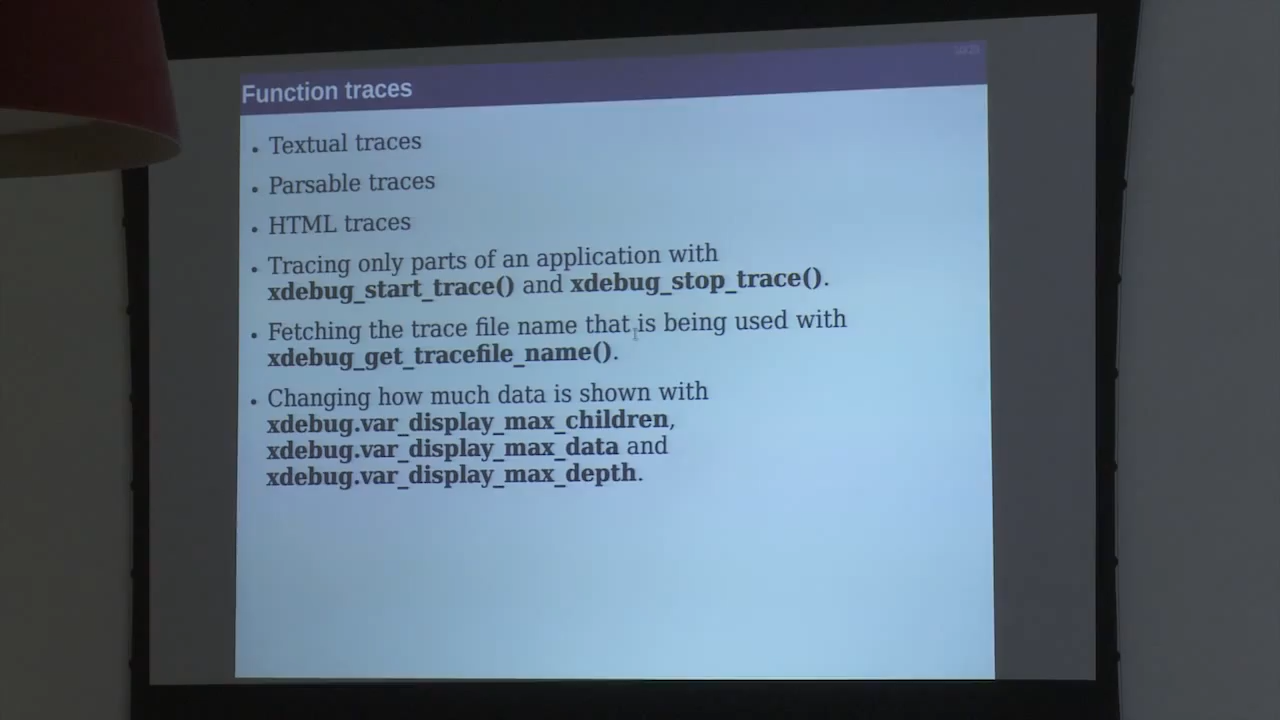 Function traces
• Textual traces
• Parsable traces
• HTML traces
• Tracing only parts of an application with
xdebug_start_trace() and xdebug_stop_trace().
• Fetching the trace file name that is being used with
xdebug_get_tracefile_name().
• Changing how much data is shown with
xdebug.var_display_max_children,
xdebug.var_display_max_data and
xdebug.var_display_max_depth.